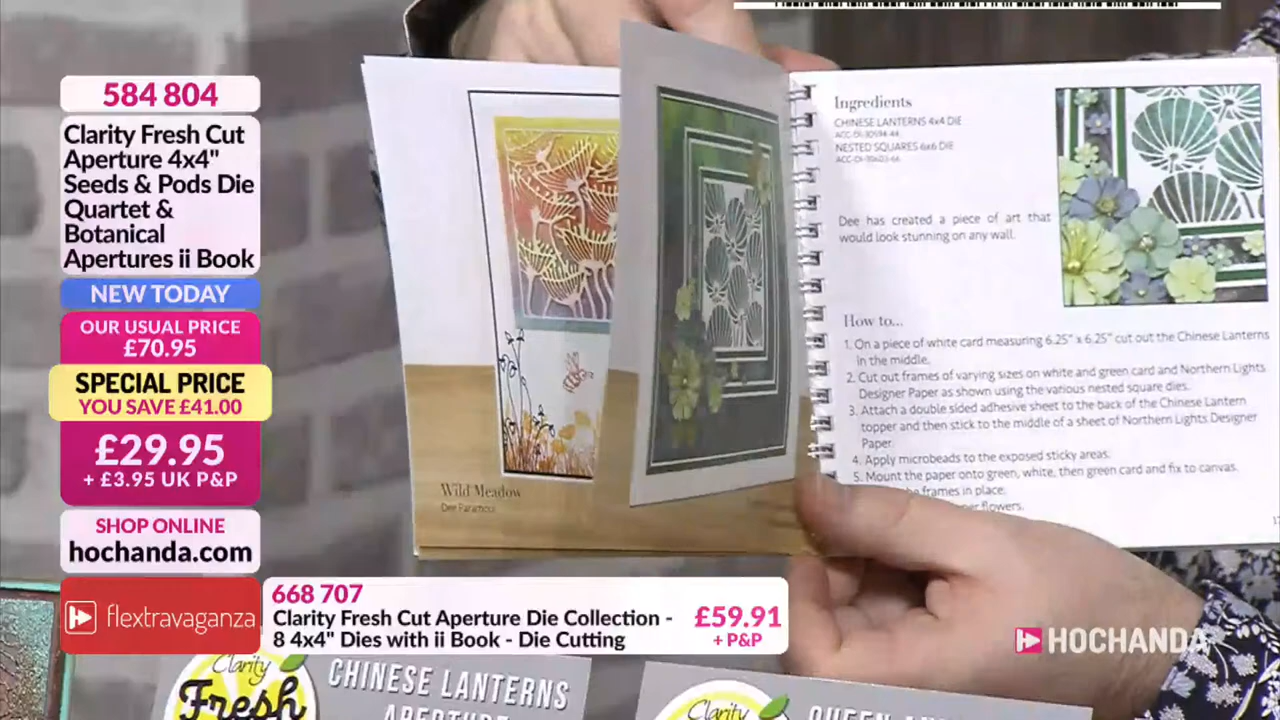 584 804
Clarity Fresh Cut
Aperture 4x4"
Seeds & Pods Die
Quartet &
Botanical
Apertures ii Book
NEW TODAY
OUR USUAL PRICE
£70.95
SPECIAL PRICE
YOU SAVE £41.00
£29.95
+ £3.95 UK P&P
SHOP ONLINE
hochanda.com
flextravaganza
668 707
Clarity Fresh Cut Aperture Die Collection -
8 4x4" Dies with ii Book - Die Cutting
£59.91
+ P&P
HOCHANDA
Wild Meadow
Dee Paramour
Ingredients
CHINESE LANTERNS 4x4 DIE
NESTED SQUARES 6x6 DIE
Dee has created a piece of art that
would look stunning on any wall.
How to...
1. On a piece of white card measuring 6.25" x 6.25" cut out the Chinese Lanterns
in the middle.
2. Cut out frames of varying sizes on white and green card and Northern Lights
Designer Paper as shown using the various nested square dies.
3. Attach a double sided adhesive sheet to the back of the Chinese Lantern
topper and then stick to the middle of a sheet of Northern Lights Designer
Paper.
4. Apply microbeads to the exposed sticky areas.
5. Mount the paper onto green, white, then green card and fix to canvas.
frames in place.
flowers.
Clarity
Fresh
CHINESE LANTERNS
APERTURE
Clarity
QUEEN